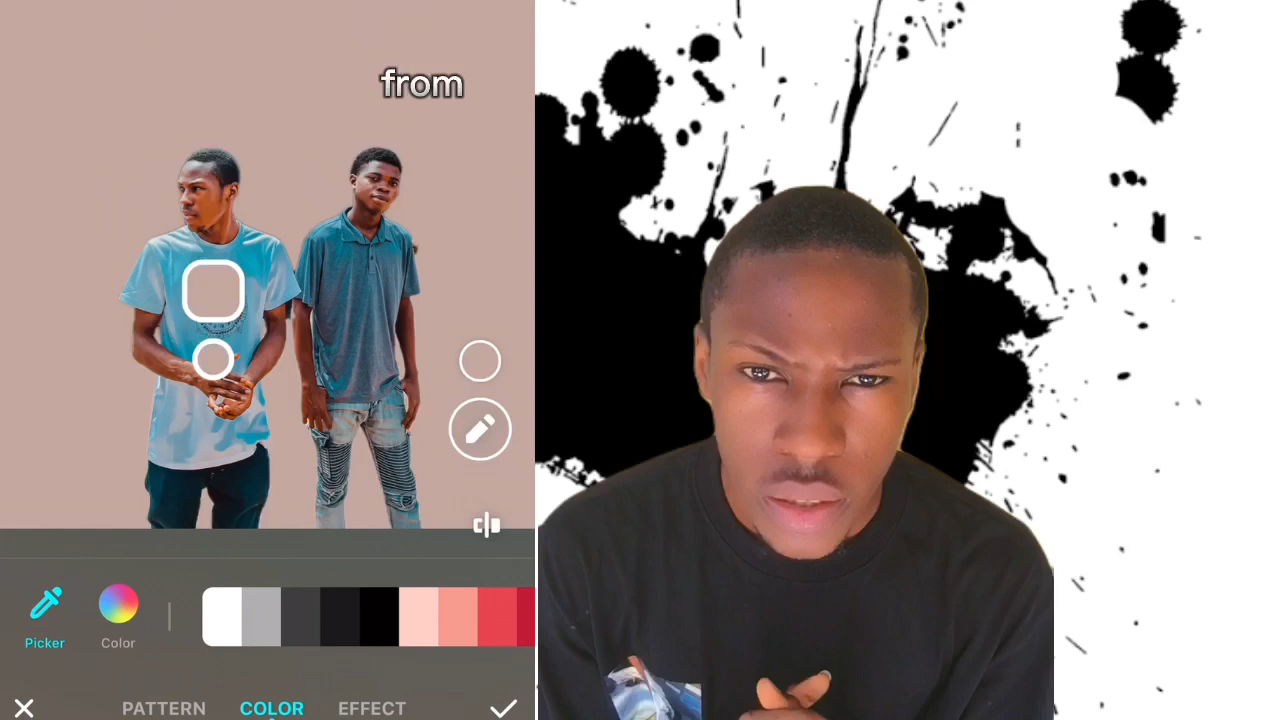 from
Picker
Color
PATTERN
COLOR
EFFECT